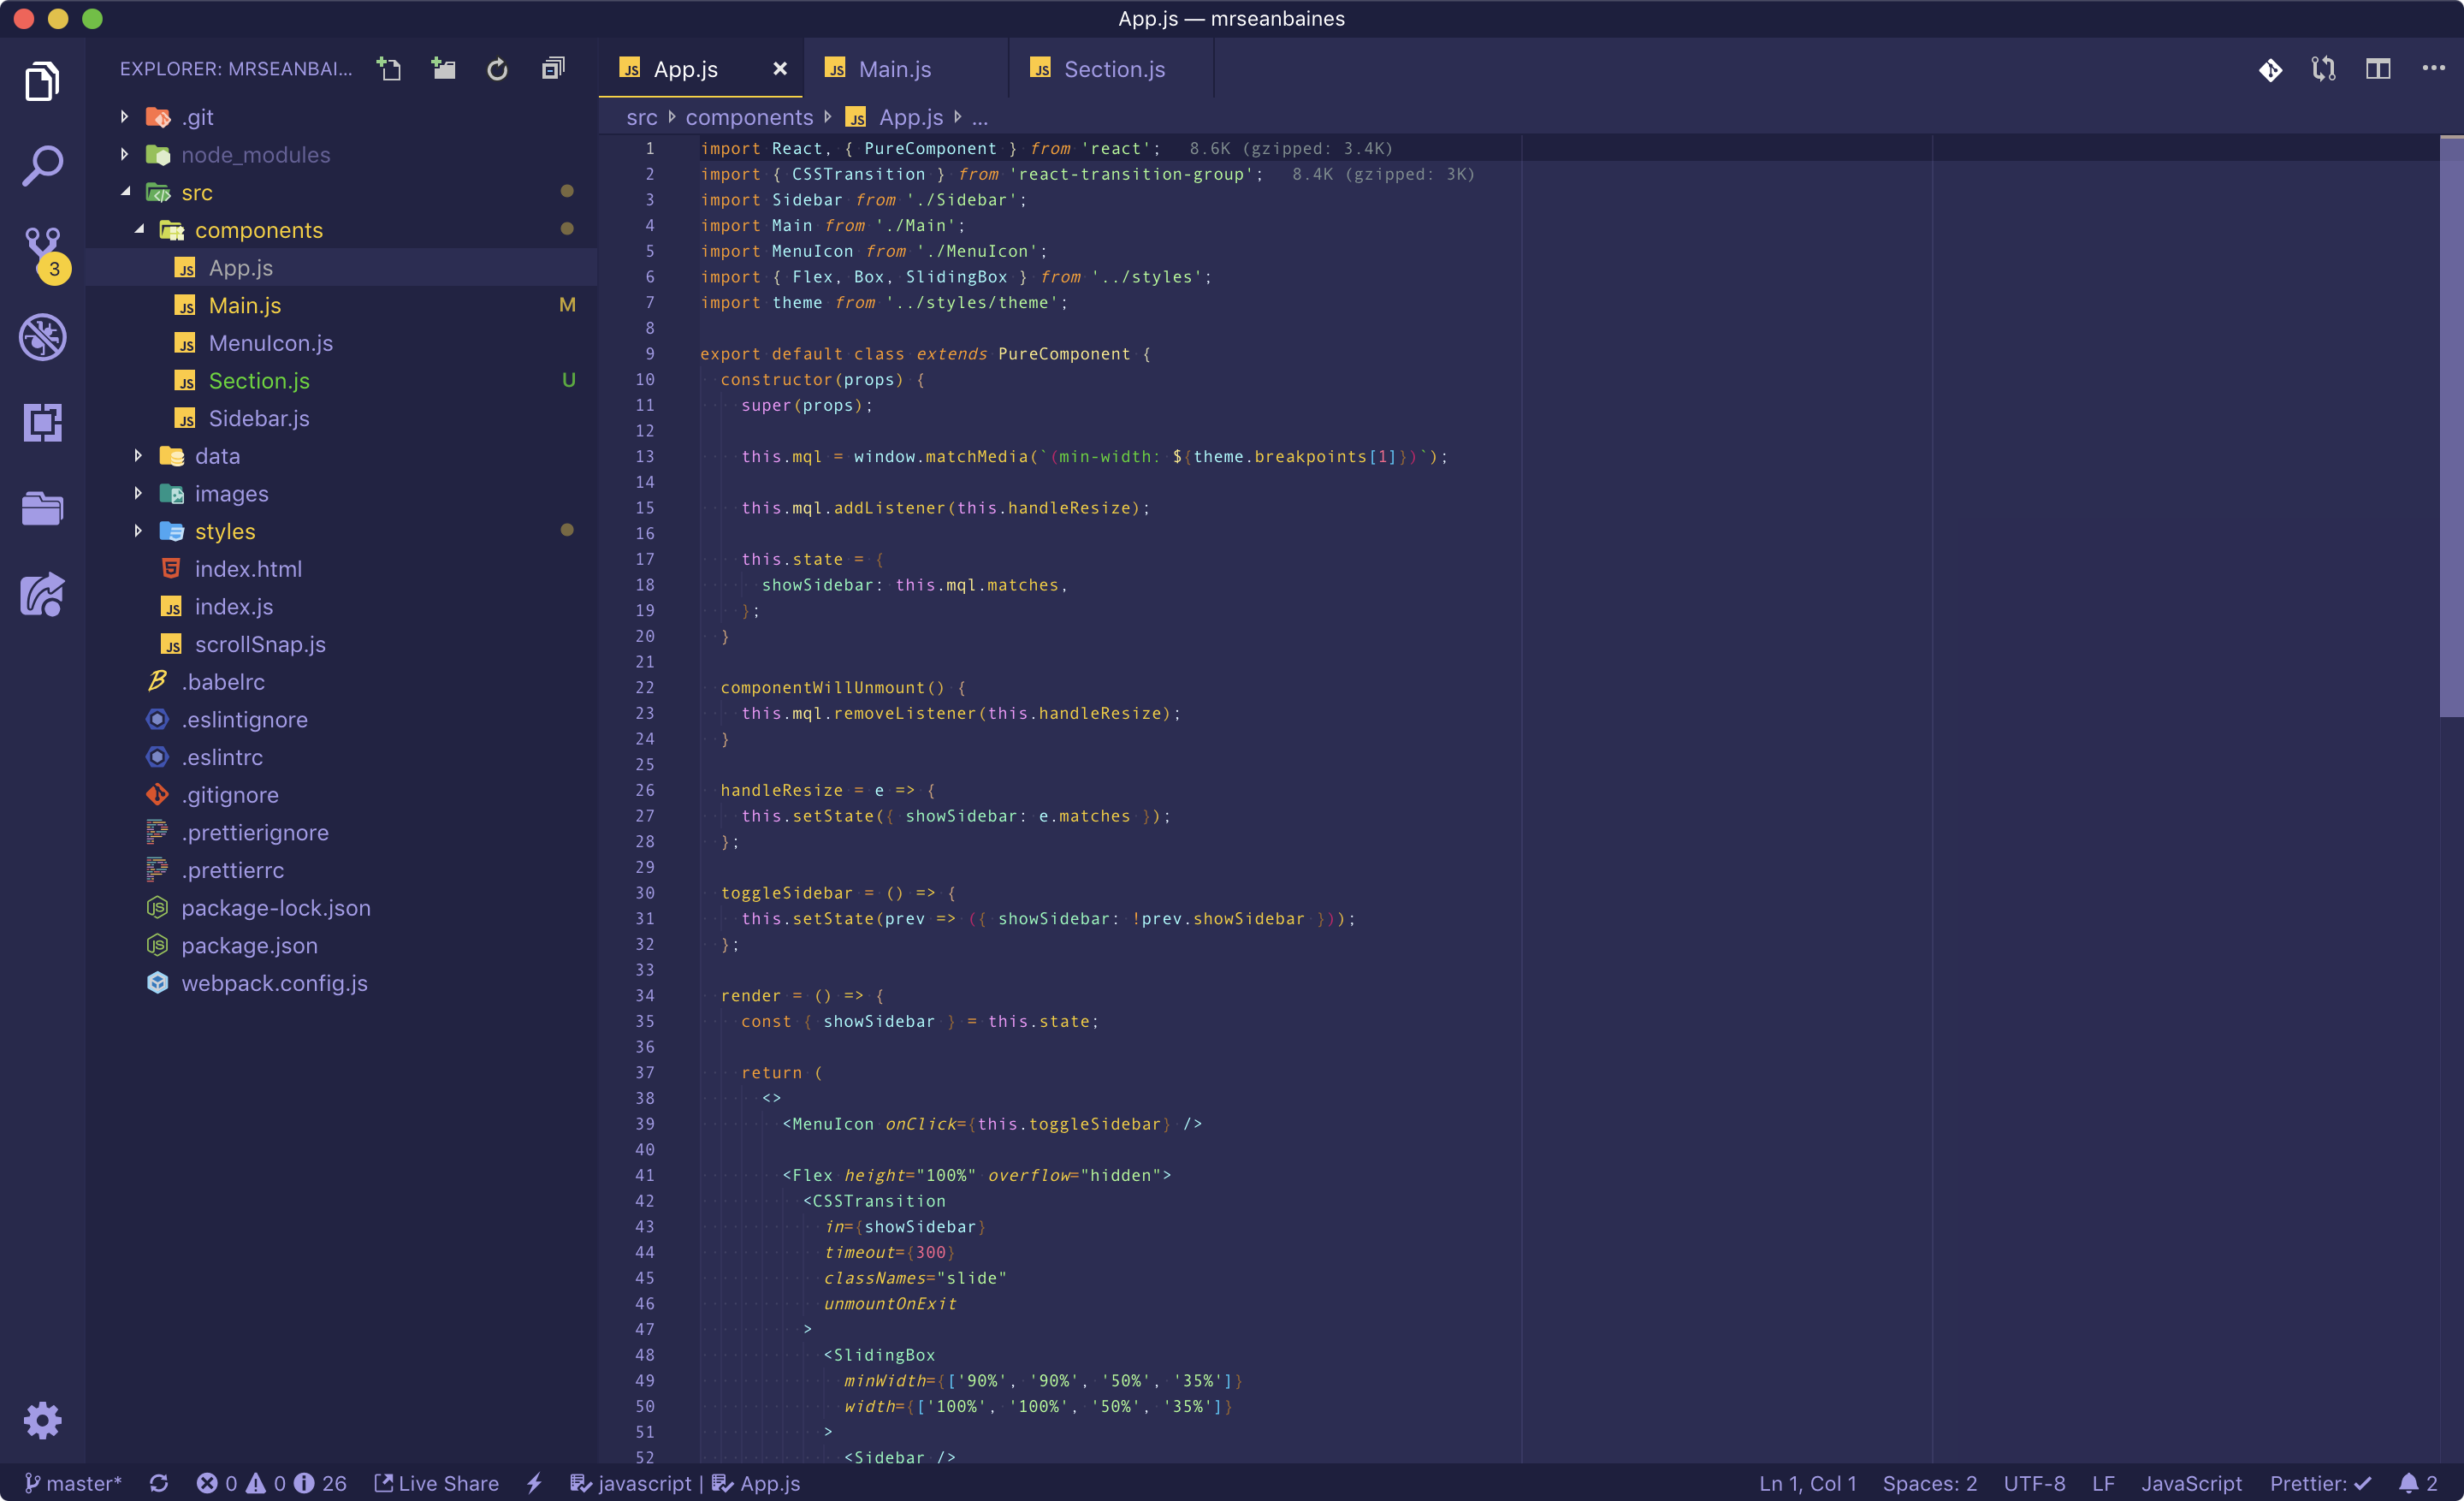 App.js — mrseanbaines
EXPLORER: MRSEANBAI...
.git
node_modules
src
components
App.js
Main.js M
MenuIcon.js
Section.js U
Sidebar.js
data
images
styles
index.html
index.js
scrollSnap.js
.babelrc
.eslintignore
.eslintrc
.gitignore
.prettierignore
.prettierrc
package-lock.json
package.json
webpack.config.js
3
JS App.js × JS Main.js JS Section.js
src components JS App.js ...
1 import React, { PureComponent } from 'react'; 8.6K (gzipped: 3.4K)
2 import { CSSTransition } from 'react-transition-group'; 8.4K (gzipped: 3K)
3 import Sidebar from './Sidebar';
4 import Main from './Main';
5 import MenuIcon from './MenuIcon';
6 import { Flex, Box, SlidingBox } from '../styles';
7 import theme from '../styles/theme';
8
9 export default class extends PureComponent {
10 constructor(props) {
11 super(props);
12
13 this.mql = window.matchMedia(`(min-width: ${theme.breakpoints[1]})`);
14
15 this.mql.addListener(this.handleResize);
16
17 this.state = {
18 showSidebar: this.mql.matches,
19 };
20 }
21
22 componentWillUnmount() {
23 this.mql.removeListener(this.handleResize);
24 }
25
26 handleResize = e => {
27 this.setState({ showSidebar: e.matches });
28 };
29
30 toggleSidebar = () => {
31 this.setState(prev => ({ showSidebar: !prev.showSidebar }));
32 };
33
34 render = () => {
35 const { showSidebar } = this.state;
36
37 return (
38 <>
39 <MenuIcon onClick={this.toggleSidebar} />
40
41 <Flex height="100%" overflow="hidden">
42 <CSSTransition
43 in={showSidebar}
44 timeout={300}
45 classNames="slide"
46 unmountOnExit
47 >
48 <SlidingBox
49 minWidth={['90%', '90%', '50%', '35%']}
50 width={['100%', '100%', '50%', '35%']}
51 >
52 <Sidebar />
master* 0 0 26 Live Share javascript | App.js Ln 1, Col 1 Spaces: 2 UTF-8 LF JavaScript Prettier: ✓ 2